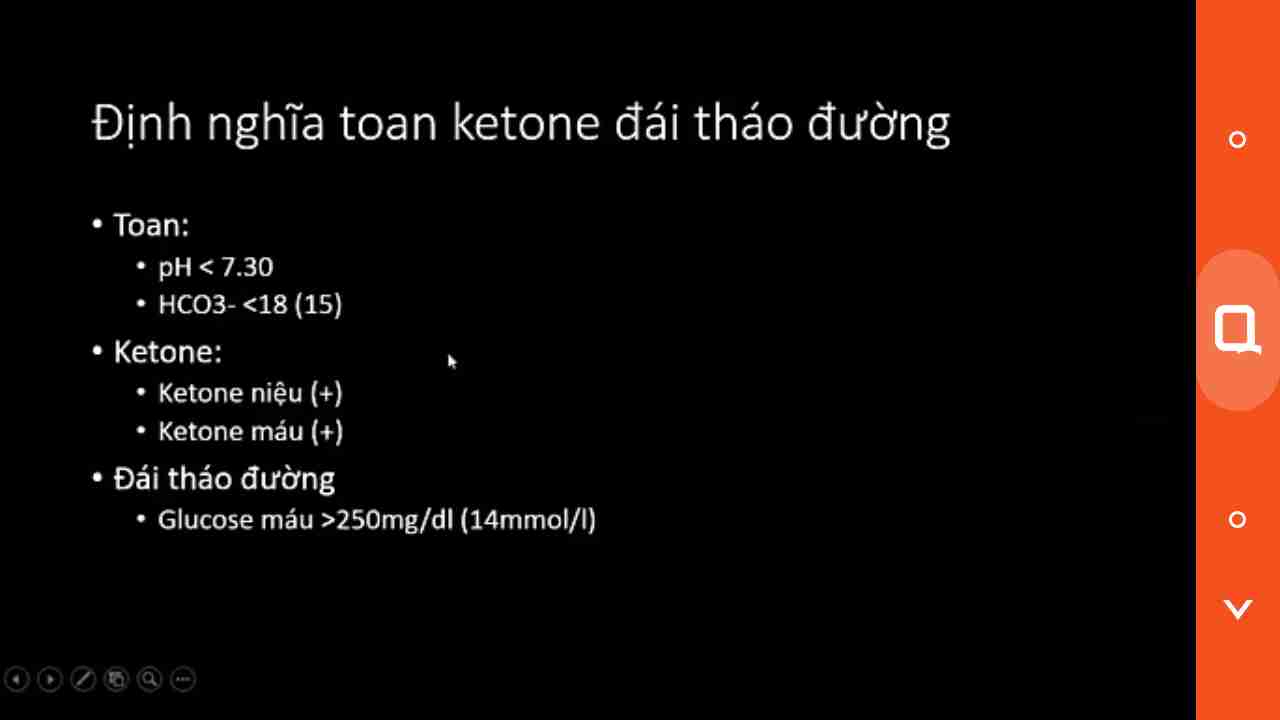 Định nghĩa toan ketone đái tháo đường
• Toan:
• pH < 7.30
• HCO3- <18 (15)
• Ketone:
• Ketone niệu (+)
• Ketone máu (+)
• Đái tháo đường
• Glucose máu >250mg/dl (14mmol/l)